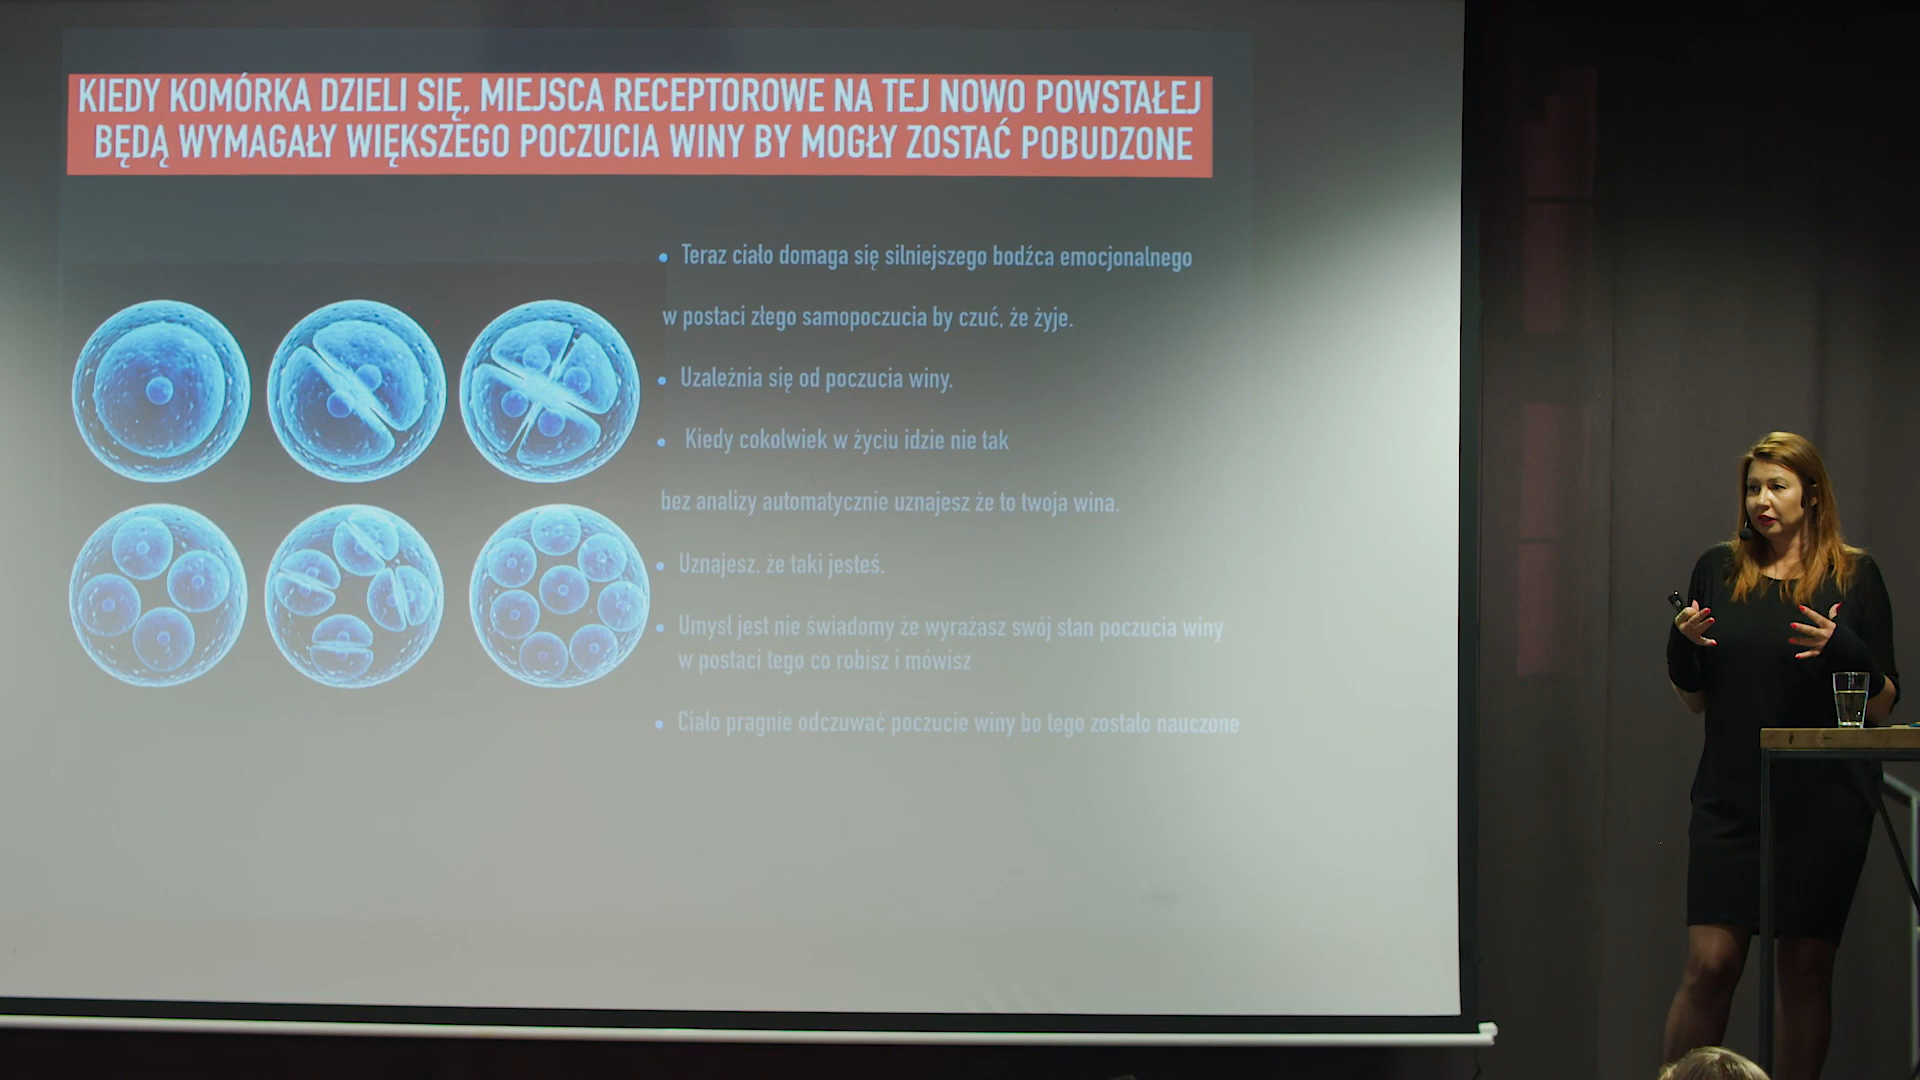 KIEDY KOMÓRKA DZIELI SIĘ, MIEJSCA RECEPTOROWE NA TEJ NOWO POWSTAŁEJ
BĘDĄ WYMAGAŁY WIĘKSZEGO POCZUCIA WINY BY MOGŁY ZOSTAĆ POBUDZONE
• Teraz ciało domaga się silniejszego bodźca emocjonalnego
w postaci złego samopoczucia by czuć, że żyje.
• Uzależnia się od poczucia winy.
• Kiedy cokolwiek w życiu idzie nie tak
bez analizy automatycznie uznajesz że to twoja wina.
• Uznajesz, że taki jesteś.
• Umysł jest nie świadomy że wyrażasz swój stan poczucia winy
w postaci tego co robisz i mówisz
• Ciało pragnie odczuwać poczucie winy bo tego zostało nauczone